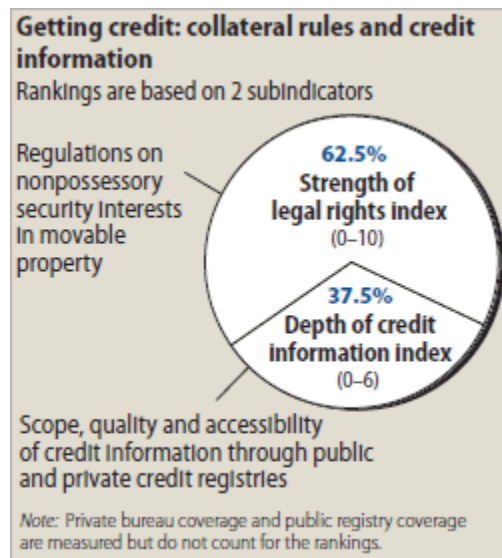 Getting credit: collateral rules and credit
information
Rankings are based on 2 subindicators
Regulations on
nonpossessory
security interests
in movable
property
62.5%
Strength of
legal rights index
(0–10)
37.5%
Depth of credit
information index
(0–6)
Scope, quality and accessibility
of credit information through public
and private credit registries
Note: Private bureau coverage and public registry coverage
are measured but do not count for the rankings.